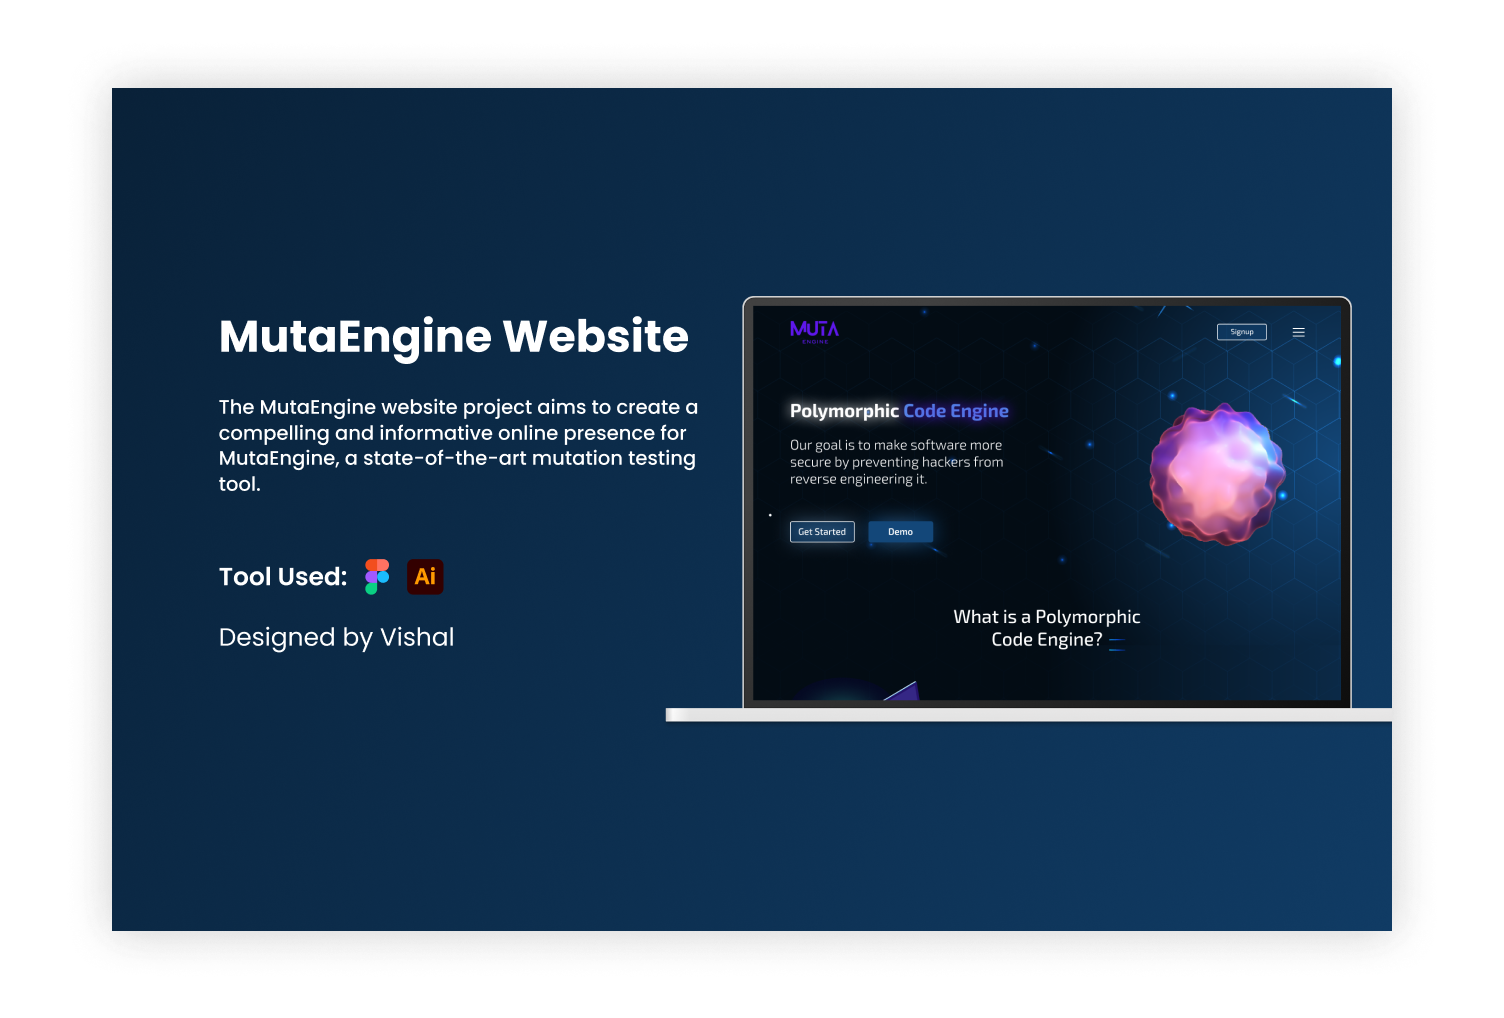 MutaEngine Website
The MutaEngine website project aims to create a
compelling and informative online presence for
MutaEngine, a state-of-the-art mutation testing
tool.
Tool Used:
Ai
Designed by Vishal
MUTA
ENGINE
Signup
Polymorphic Code Engine
Our goal is to make software more
secure by preventing hackers from
reverse engineering it.
Get Started
Demo
What is a Polymorphic
Code Engine?